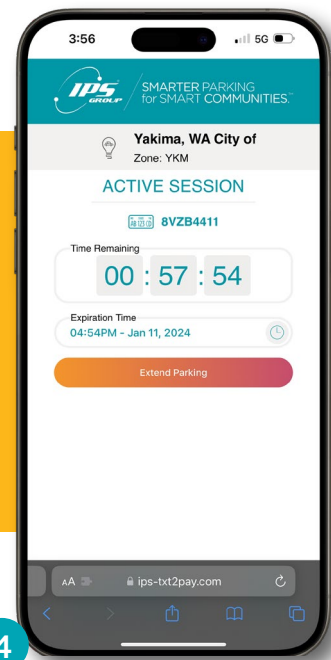 3:56
5G
IPS
GROUP
SMARTER PARKING
for SMART COMMUNITIES.™
Yakima, WA City of
Zone: YKM
ACTIVE SESSION
8VZB4411
Time Remaining
00 : 57 : 54
Expiration Time
04:54PM - Jan 11, 2024
Extend Parking
AA
ips-txt2pay.com
4